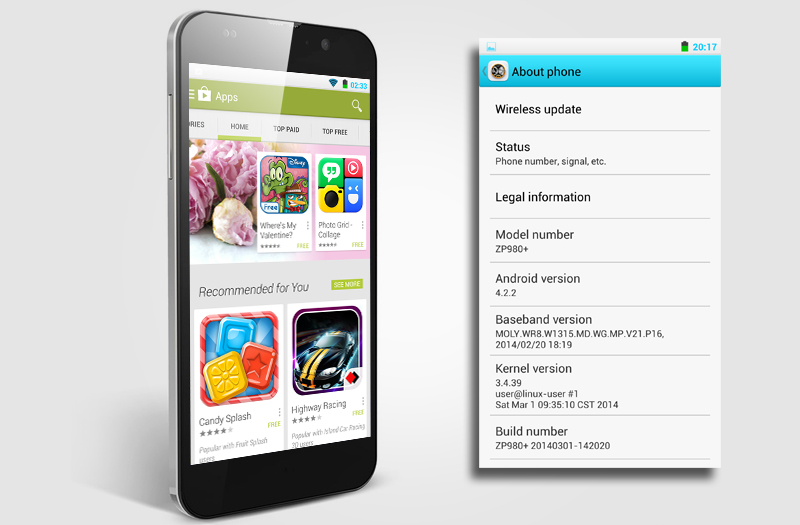 02:33
Apps
RIES
HOME
TOP PAID
TOP FREE
Disney
Free
Where's My
Valentine?
FREE
Photo Grid -
Collage
FREE
Recommended for You
SEE MORE
Candy Splash
FREE
Popular with Fruit Splash
users
Highway Racing
FREE
Popular with Island Car Racing
20 users
20:17
About phone
Wireless update
Status
Phone number, signal, etc.
Legal information
Model number
ZP980+
Android version
4.2.2
Baseband version
MOLY.WR8.W1315.MD.WG.MP.V21.P16,
2014/02/20 18:19
Kernel version
3.4.39
user@linux-user #1
Sat Mar 1 09:35:10 CST 2014
Build number
ZP980+ 20140301-142020